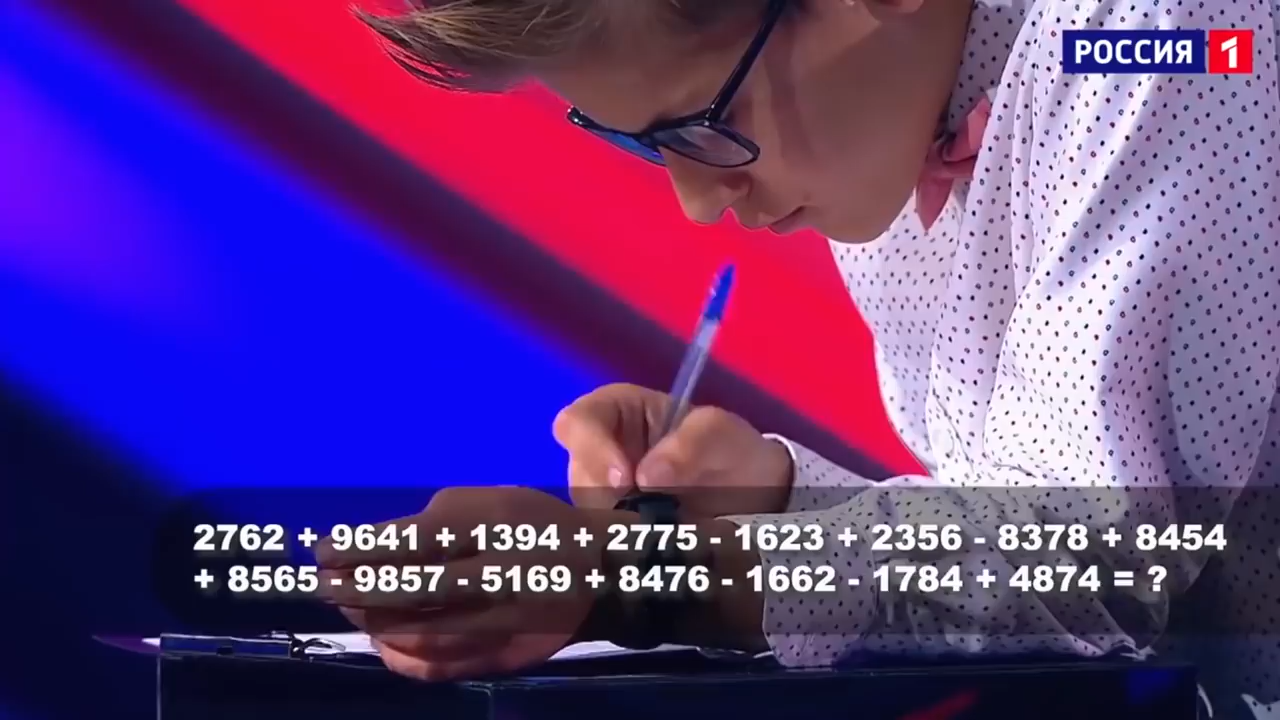 РОССИЯ 1
2762 + 9641 + 1394 + 2775 - 1623 + 2356 - 8378 + 8454
+ 8565 - 9857 - 5169 + 8476 - 1662 - 1784 + 4874 = ?